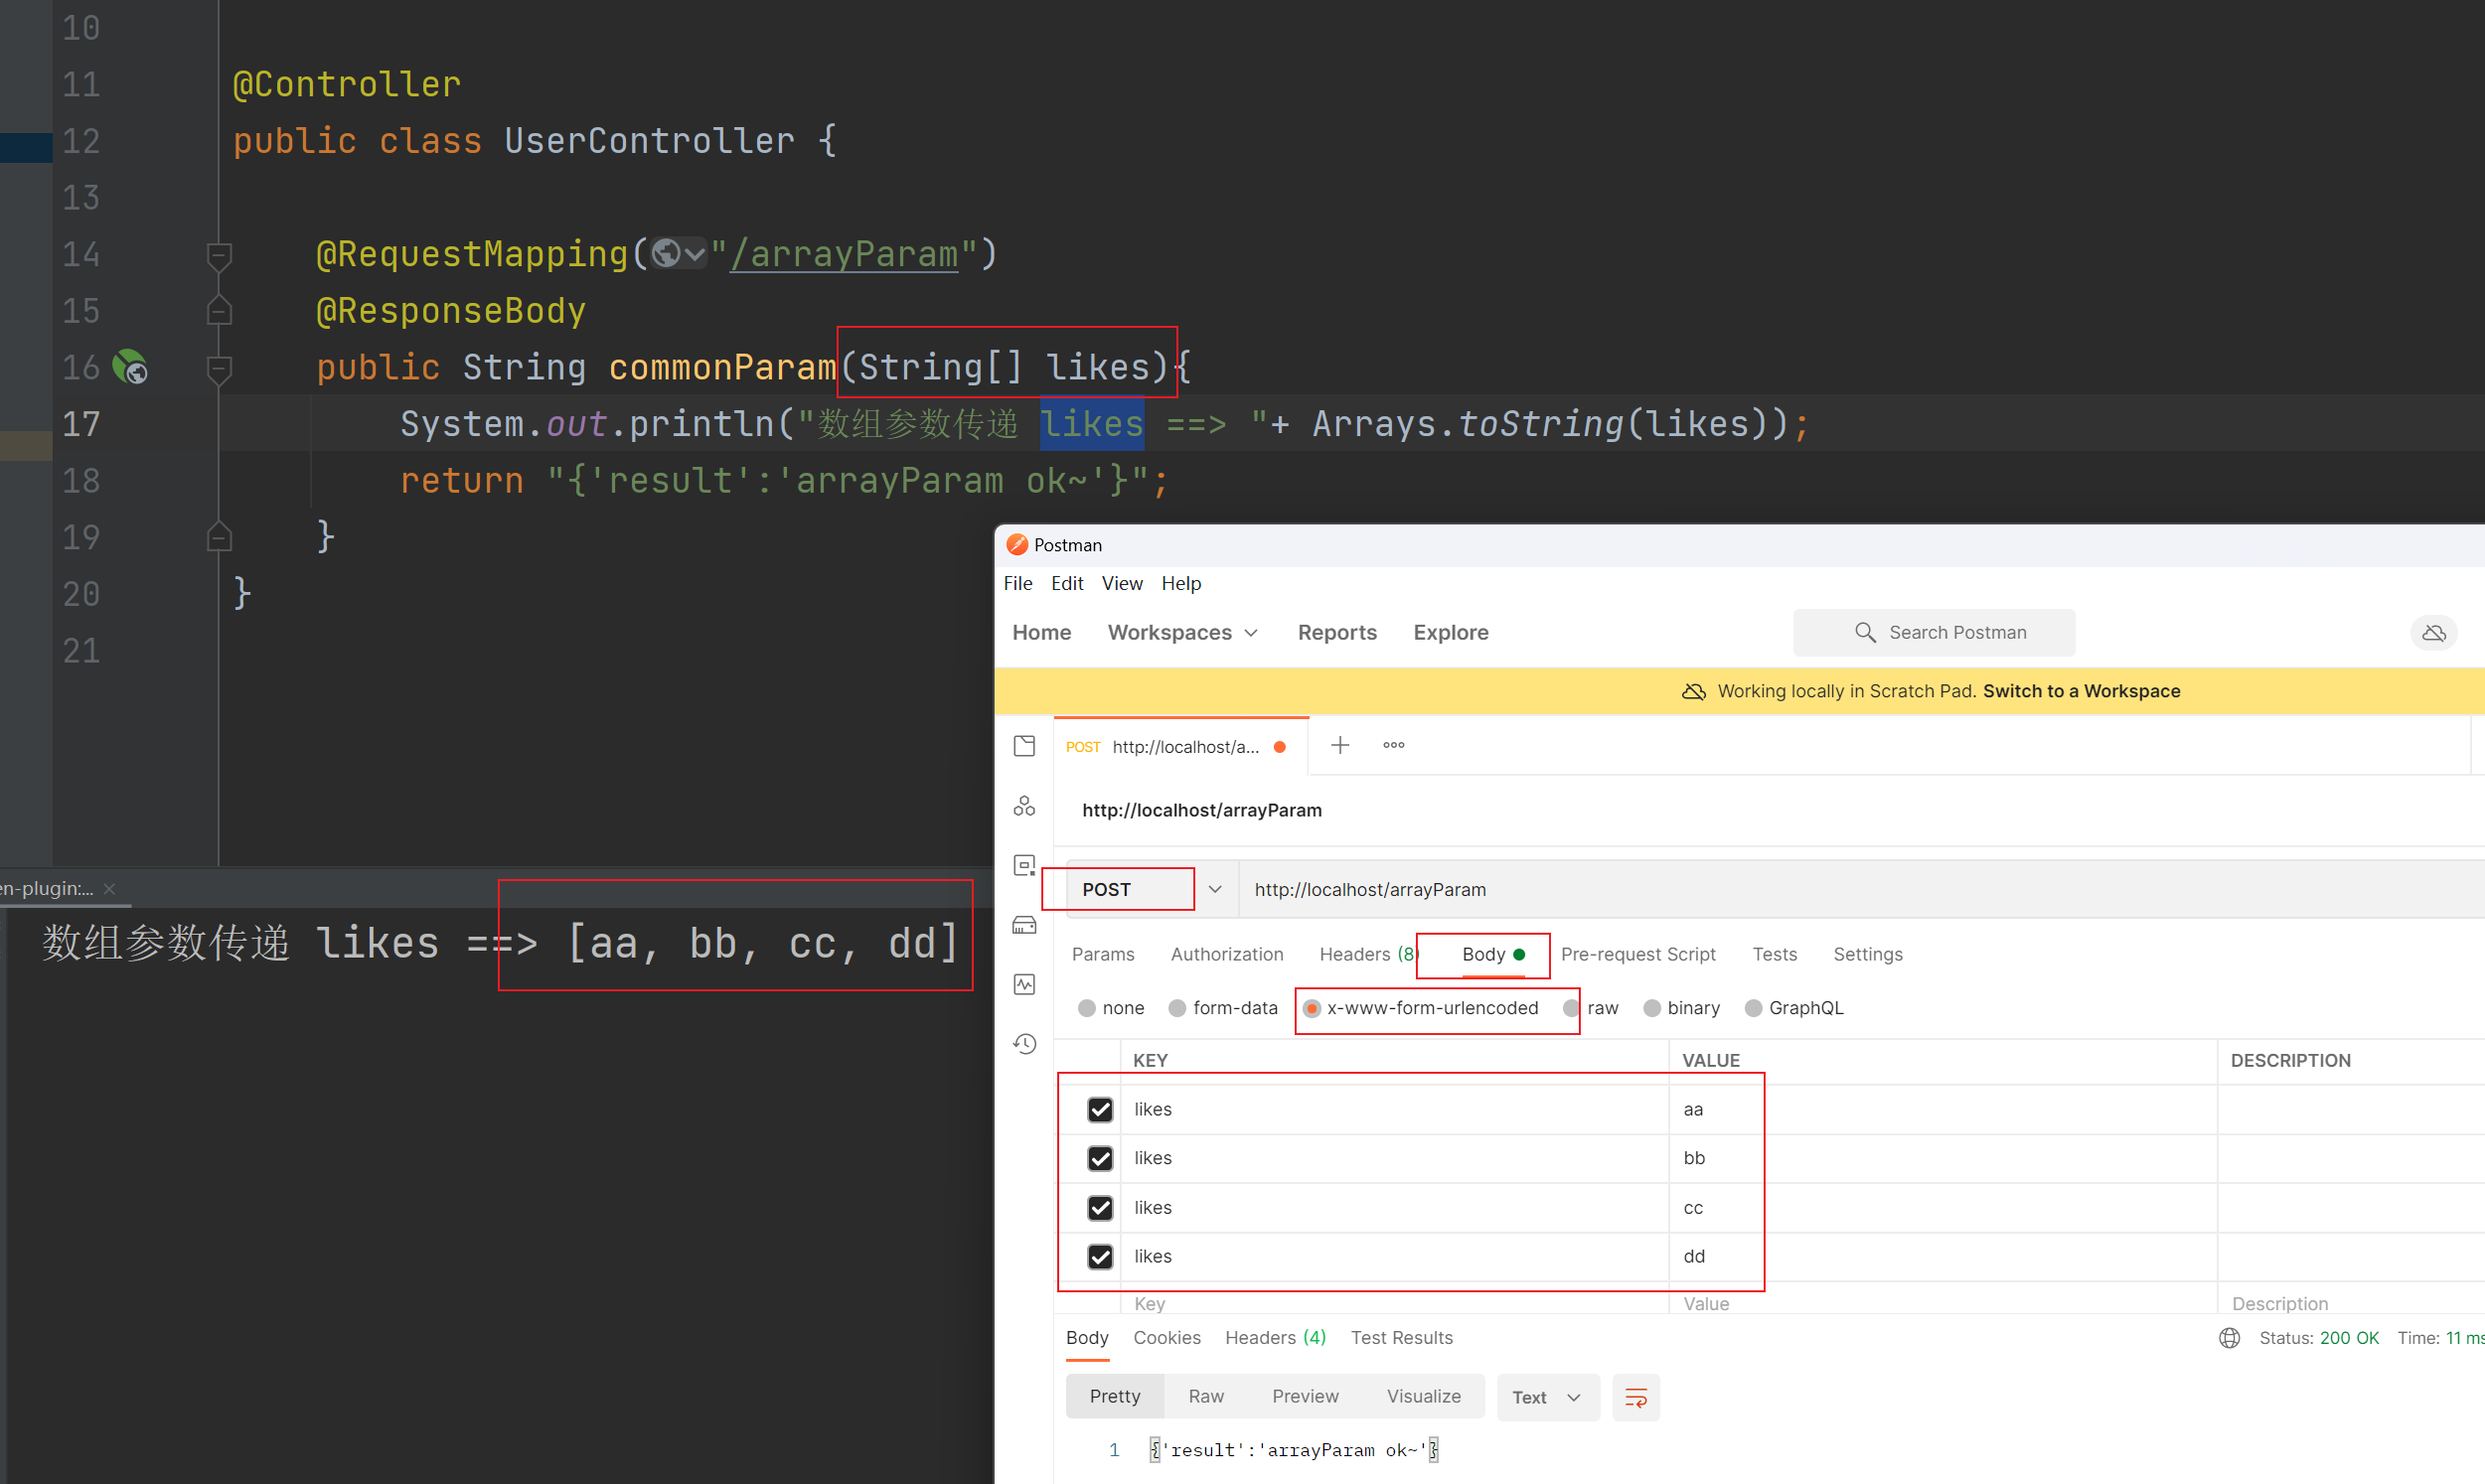 10
11 @Controller
12 public class UserController {
13
14 @RequestMapping("/arrayParam")
15 @ResponseBody
16 public String commonParam(String[] likes){
17 System.out.println("数组参数传递 likes ==> "+ Arrays.toString(likes));
18 return "{'result':'arrayParam ok~'}";
19 }
20 }
21
en-plugin:...
数组参数传递 likes ==> [aa, bb, cc, dd]
Postman
File Edit View Help
Home Workspaces Reports Explore Search Postman
Working locally in Scratch Pad. Switch to a Workspace
POST http://localhost/a...
http://localhost/arrayParam
POST http://localhost/arrayParam
Params Authorization Headers (8) Body Pre-request Script Tests Settings
none form-data x-www-form-urlencoded raw binary GraphQL
KEY VALUE DESCRIPTION
likes aa
likes bb
likes cc
likes dd
Key Value Description
Body Cookies Headers (4) Test Results Status: 200 OK Time: 11 ms
Pretty Raw Preview Visualize Text
1 {'result':'arrayParam ok~'}